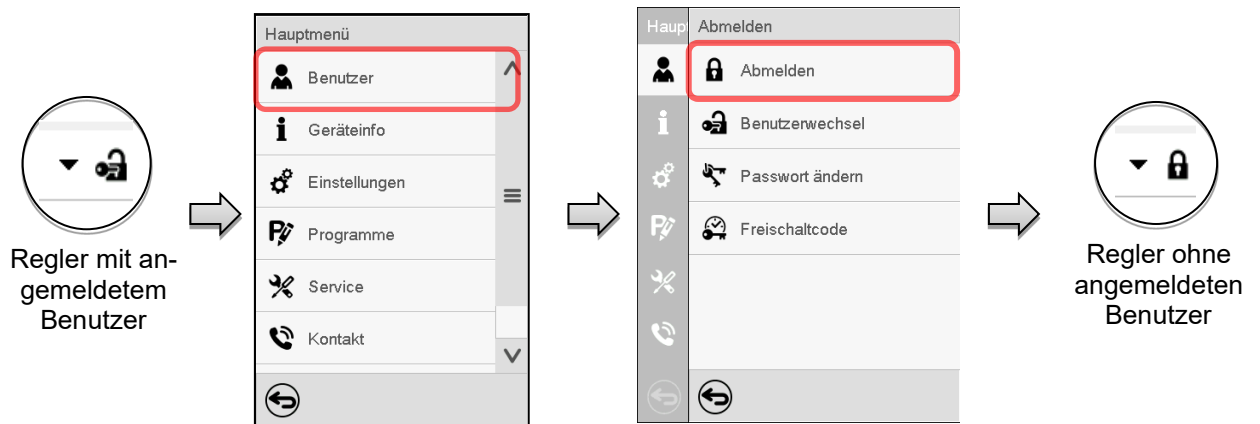 Regler mit an-
gemeldetem
Benutzer
Hauptmenü
Benutzer
Geräteinfo
Einstellungen
Programme
Service
Kontakt
Haup
Abmelden
Abmelden
Benutzerwechsel
Passwort ändern
Freischaltcode
Regler ohne
angemeldeten
Benutzer